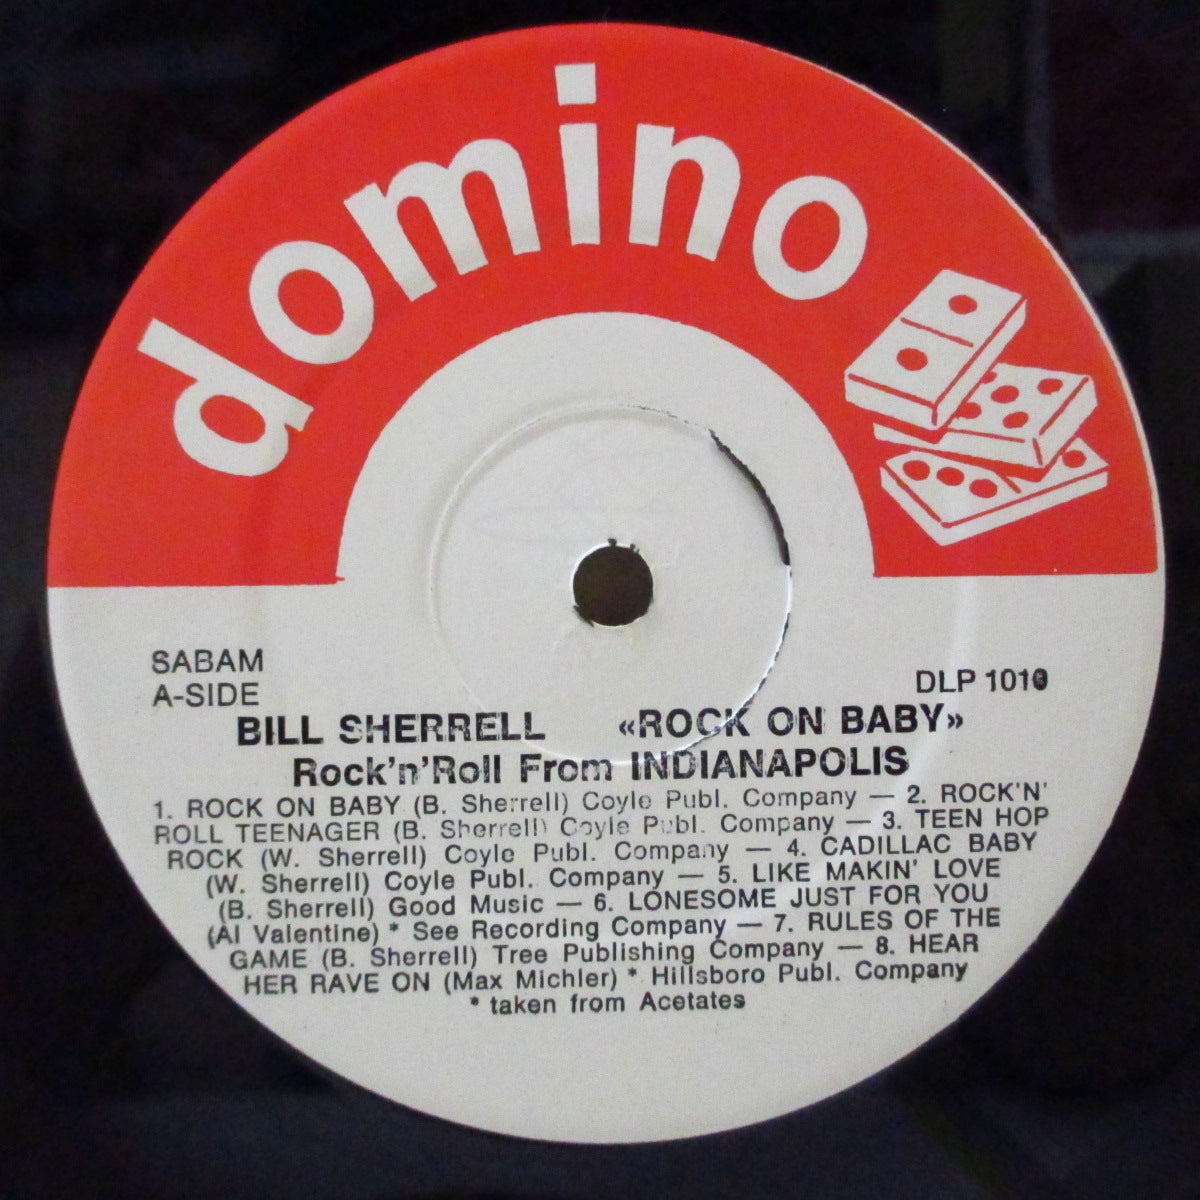 domino
SABAM
A-SIDE
DLP 1010
BILL SHERRELL «ROCK ON BABY»
Rock'n'Roll From INDIANAPOLIS
1. ROCK ON BABY (B. Sherrell) Coyle Publ. Company — 2. ROCK'N'
ROLL TEENAGER (B. Sherrell) Coyle Publ. Company — 3. TEEN HOP
ROCK (W. Sherrell) Coyle Publ. Company — 4. CADILLAC BABY
(W. Sherrell) Coyle Publ. Company — 5. LIKE MAKIN' LOVE
(B. Sherrell) Good Music — 6. LONESOME JUST FOR YOU
(Al Valentine) * See Recording Company — 7. RULES OF THE
GAME (B. Sherrell) Tree Publishing Company — 8. HEAR
HER RAVE ON (Max Michler) * Hillsboro Publ. Company
* taken from Acetates